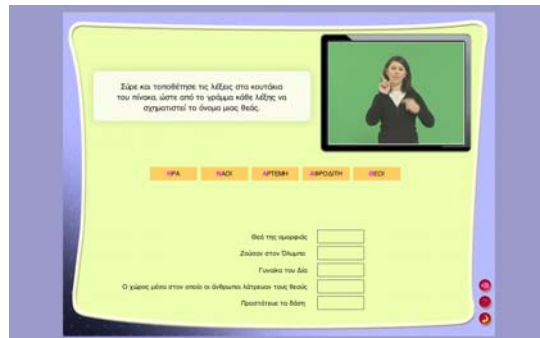 Σύρε και τοποθέτησε τις λέξεις στα κουτάκια
του πίνακα, ώστε από το γράμμα κάθε λέξης να
σχηματιστεί το όνομα μιας θεάς.
ΗΡΑ ΝΑΟΙ ΑΡΤΕΜΗ ΑΦΡΟΔΙΤΗ ΘΕΟΙ
Θεά της ομορφιάς
Ζούσαν στον Όλυμπο
Γυναίκα του Δία
Ο χώρος μέσα στον οποίο οι άνθρωποι λάτρευαν τους θεούς
Προστάτευε τα δάση